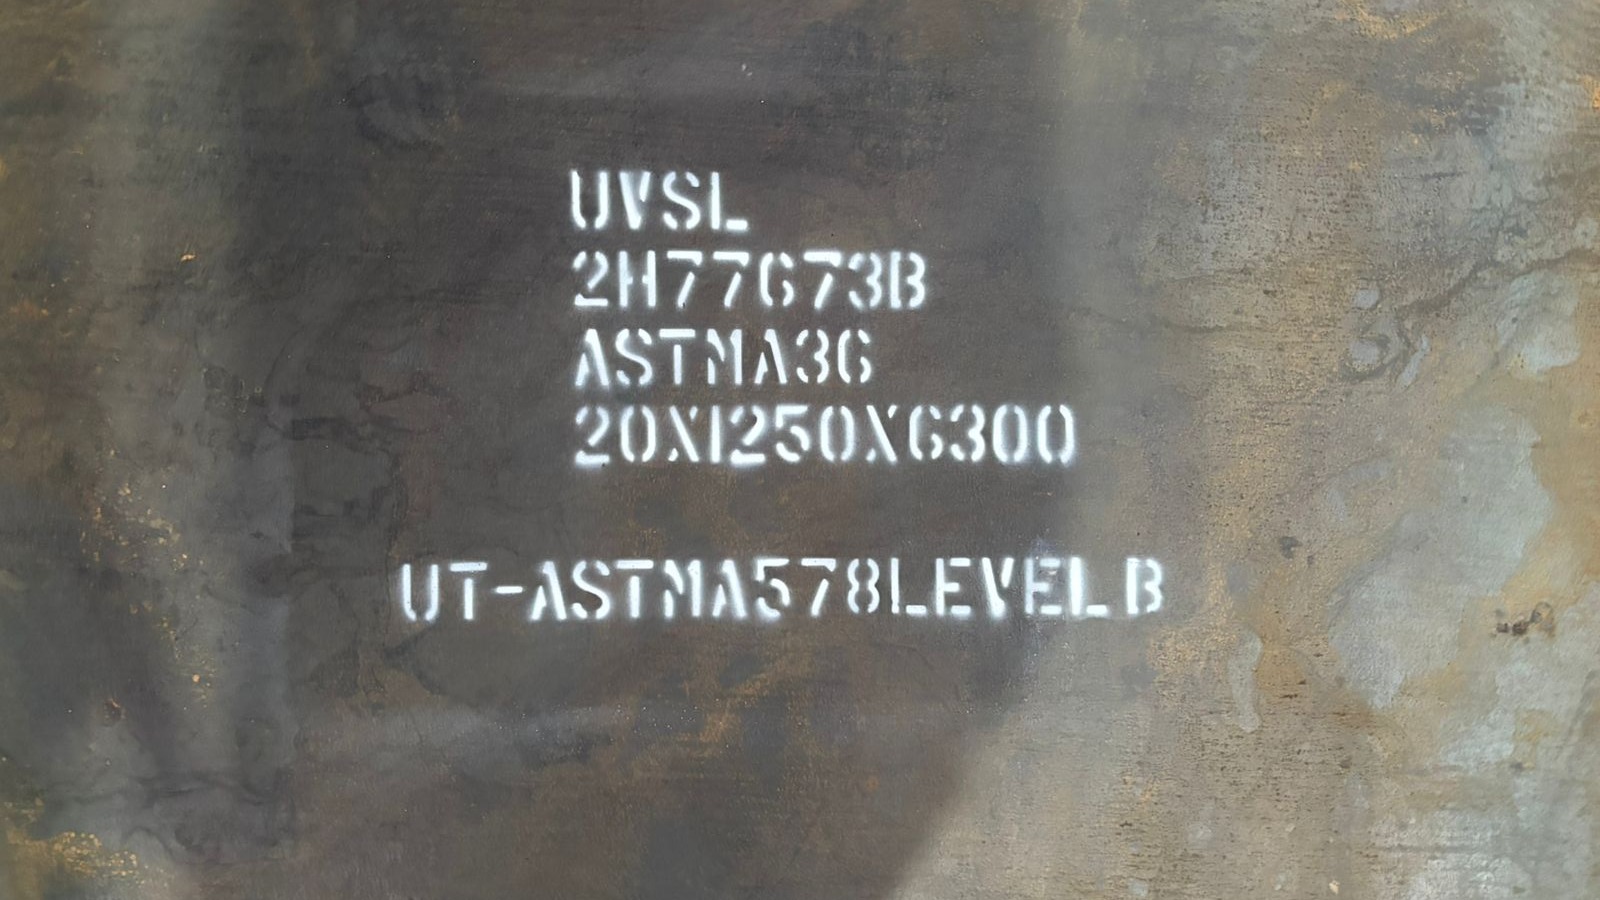 UVSL
2H77673B
ASTMA36
20X1250X6300
UT-ASTMA578LEVEL B